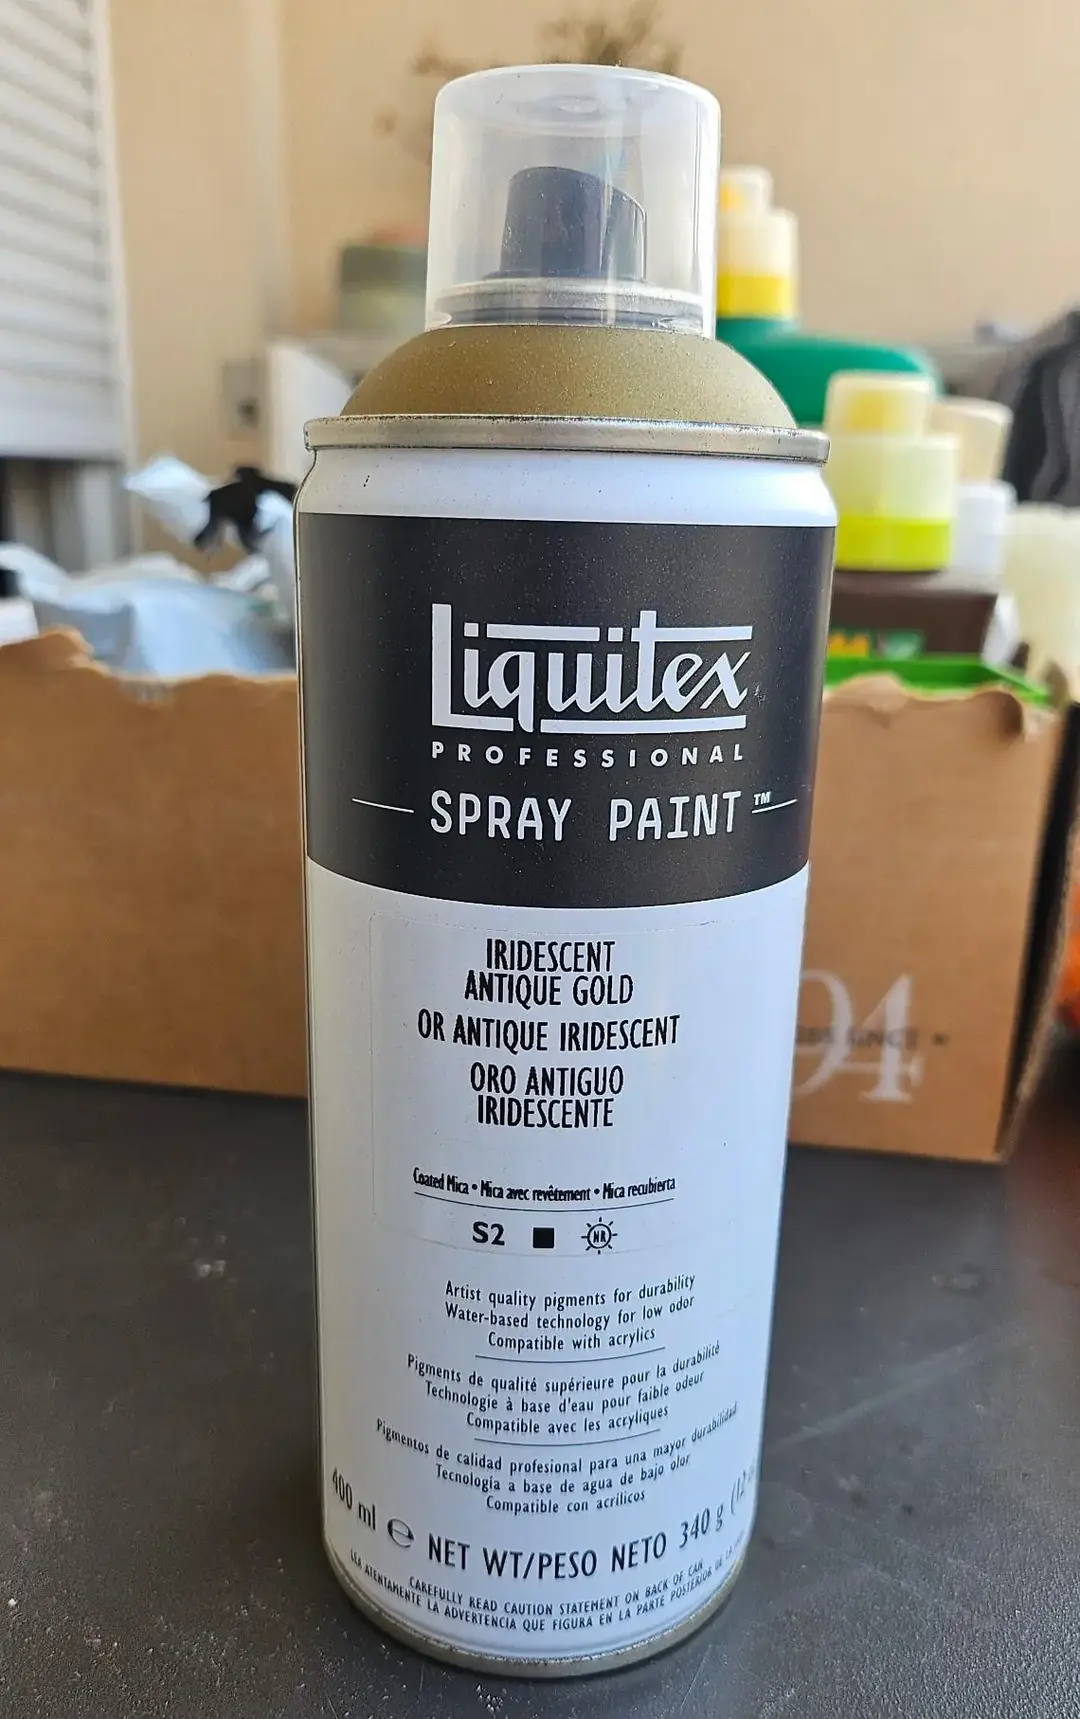 Liquitex
PROFESSIONAL
SPRAY PAINT™
IRIDESCENT
ANTIQUE GOLD
OR ANTIQUE IRIDESCENT
ORO ANTIGUO
IRIDESCENTE
Coated Mica • Mica avec revêtement • Mica recubierta
S2 NR
Artist quality pigments for durability
Water-based technology for low odor
Compatible with acrylics
Pigments de qualité supérieure pour la durabilité
Technologie à base d'eau pour faible odeur
Compatible avec les acryliques
Pigmentos de calidad profesional para una mayor durabilidad
Tecnología a base de agua de bajo olor
Compatible con acrílicos
400 ml e NET WT/PESO NETO 340 g (12
CAREFULLY READ CAUTION STATEMENT ON BACK OF CAN
LEA ATENTAMENTE LA ADVERTENCIA QUE FIGURA EN LA PARTE POSTERIOR DE LA
94
SINCE